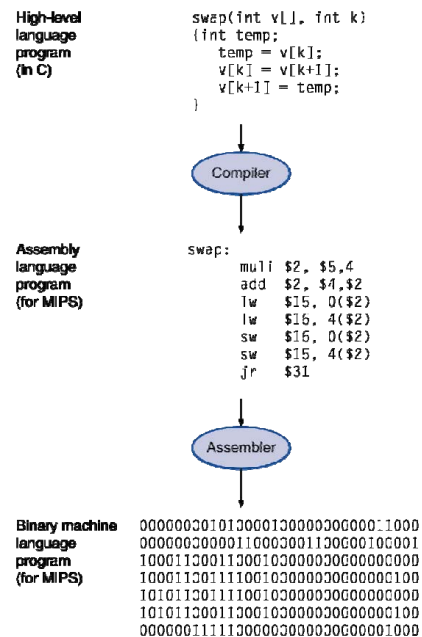 High-level
language
program
(in C)
swap(int v[], int k)
{int temp;
temp = v[k];
v[k] = v[k+1];
v[k+1] = temp;
}
Compiler
Assembly
language
program
(for MIPS)
swap:
muli $2, $5,4
add $2, $4,$2
lw $15, 0($2)
lw $16, 4($2)
sw $16, 0($2)
sw $15, 4($2)
jr $31
Assembler
Binary machine
language
program
(for MIPS)
00000000101000010000000000011000
00000000000110000001100000100001
10001100011000100000000000000000
10001100111100100000000000000100
10101100111100100000000000000000
10101100011000100000000000000100
00000011111000000000000000001000